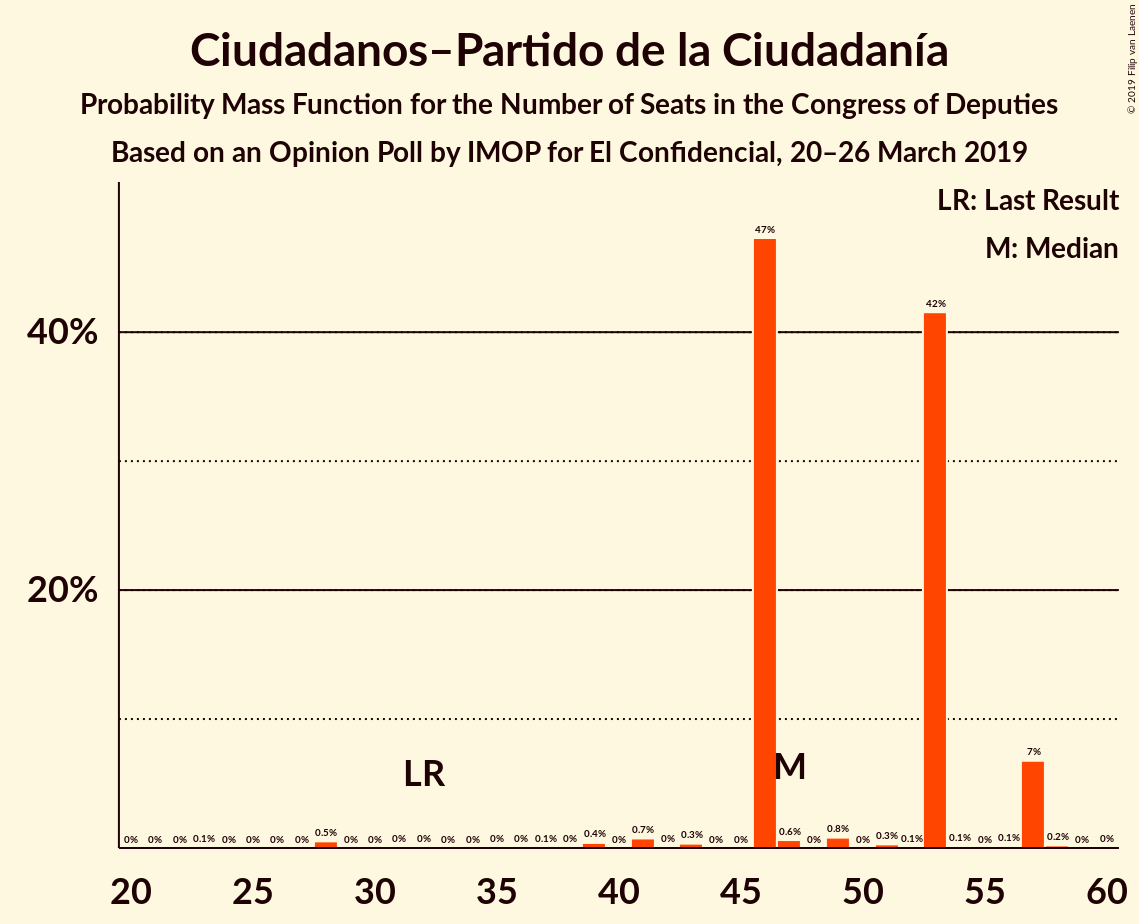 Ciudadanos–Partido de la Ciudadanía
Probability Mass Function for the Number of Seats in the Congress of Deputies
Based on an Opinion Poll by IMOP for El Confidencial, 20–26 March 2019
© 2019 Filip van Laenen
LR: Last Result
M: Median
47%
42%
40%
20%
LR
M
7%
0% 0% 0% 0.1% 0% 0% 0% 0% 0.5% 0% 0% 0% 0% 0% 0% 0% 0% 0.1% 0% 0.4% 0% 0.7% 0% 0.3% 0% 0% 0.6% 0% 0.8% 0% 0.3% 0.1% 0.1% 0% 0.1% 0.2% 0% 0%
20 25 30 35 40 45 50 55 60